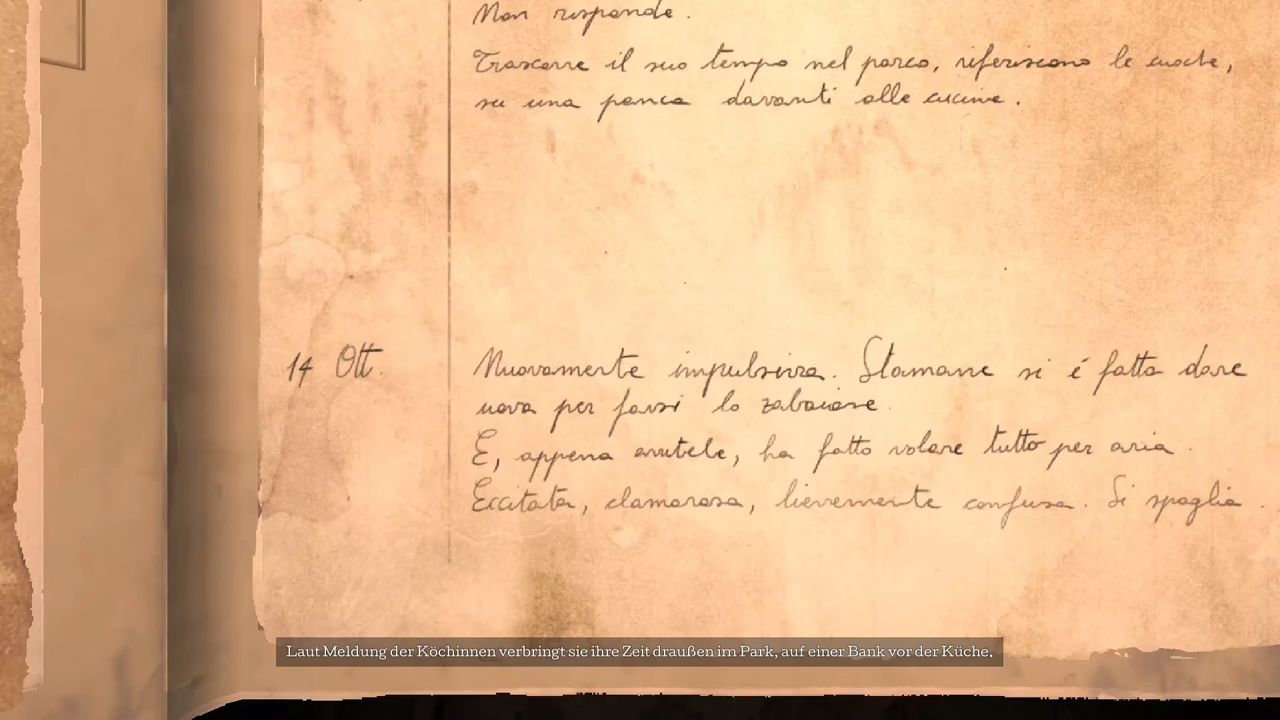 Non risponde.
Trascorre il suo tempo nel parco, riferiscono le cuoche,
su una panca davanti alle cucine.
14 Ott.
Nuovamente impulsiva. Stamane si é fatta dare
uova per farsi lo zabaione.
E, appena avutele, ha fatto volare tutto per aria.
Eccitata, clamorosa, lievemente confusa. Si spoglia.
Laut Meldung der Köchinnen verbringt sie ihre Zeit draußen im Park, auf einer Bank vor der Küche.